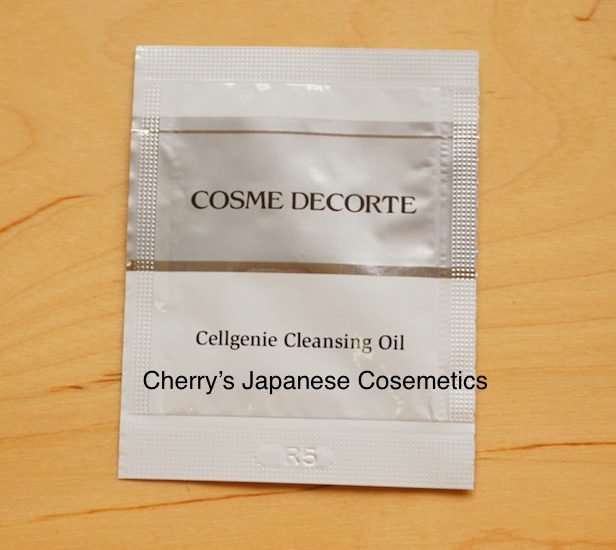 COSME DECORTE
Cellgenie Cleansing Oil
Cherry’s Japanese Cosemetics
R5